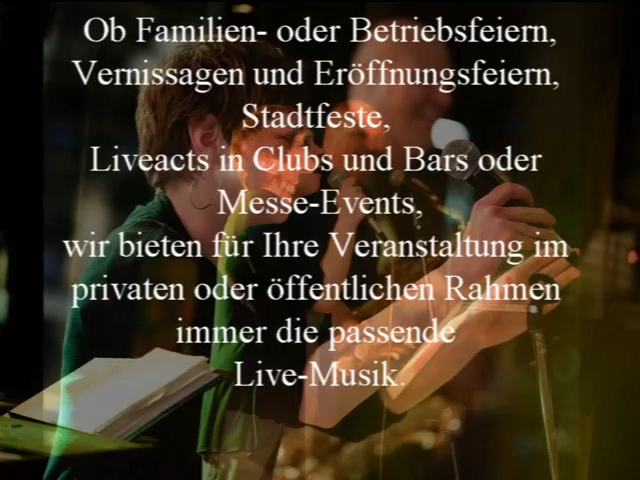 Ob Familien- oder Betriebsfeiern,
Vernissagen und Eröffnungsfeiern,
Stadtfeste,
Liveacts in Clubs und Bars oder
Messe-Events,
wir bieten für Ihre Veranstaltung im
privaten oder öffentlichen Rahmen
immer die passende
Live-Musik.